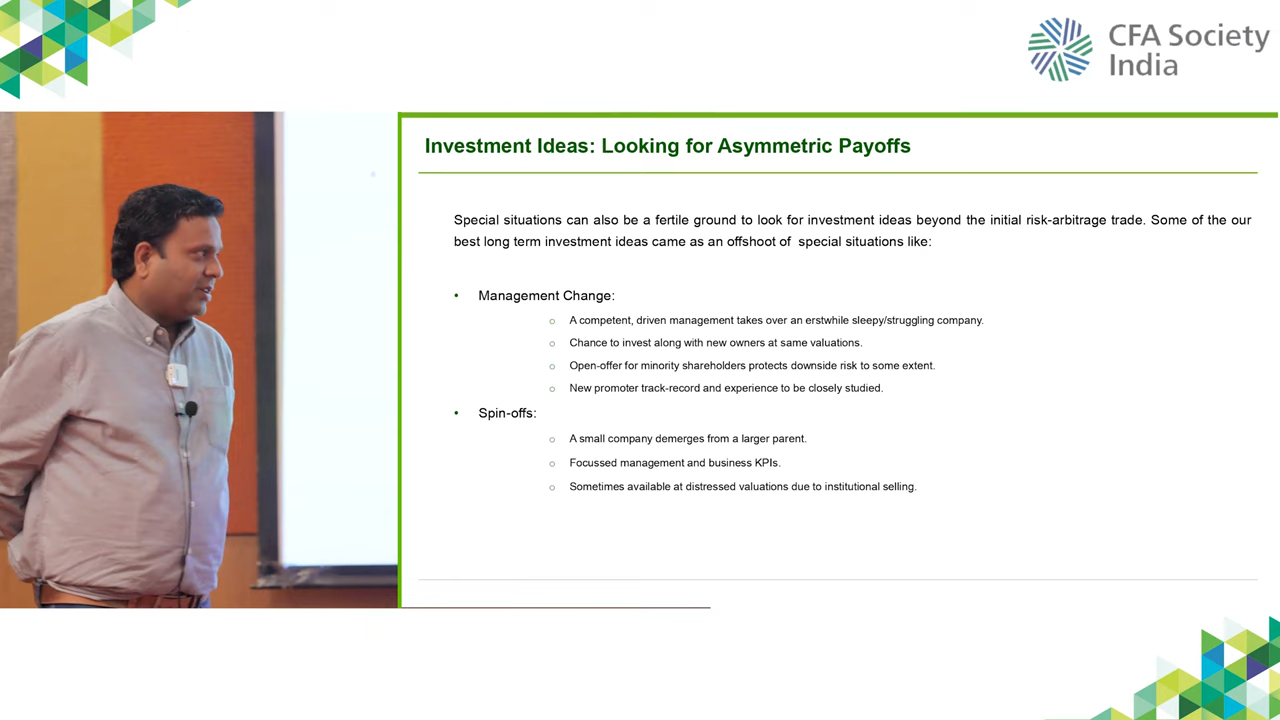 CFA Society
India
Investment Ideas: Looking for Asymmetric Payoffs
Special situations can also be a fertile ground to look for investment ideas beyond the initial risk-arbitrage trade. Some of the our
best long term investment ideas came as an offshoot of special situations like:
• Management Change:
o A competent, driven management takes over an erstwhile sleepy/struggling company.
o Chance to invest along with new owners at same valuations.
o Open-offer for minority shareholders protects downside risk to some extent.
o New promoter track-record and experience to be closely studied.
• Spin-offs:
o A small company demerges from a larger parent.
o Focussed management and business KPIs.
o Sometimes available at distressed valuations due to institutional selling.